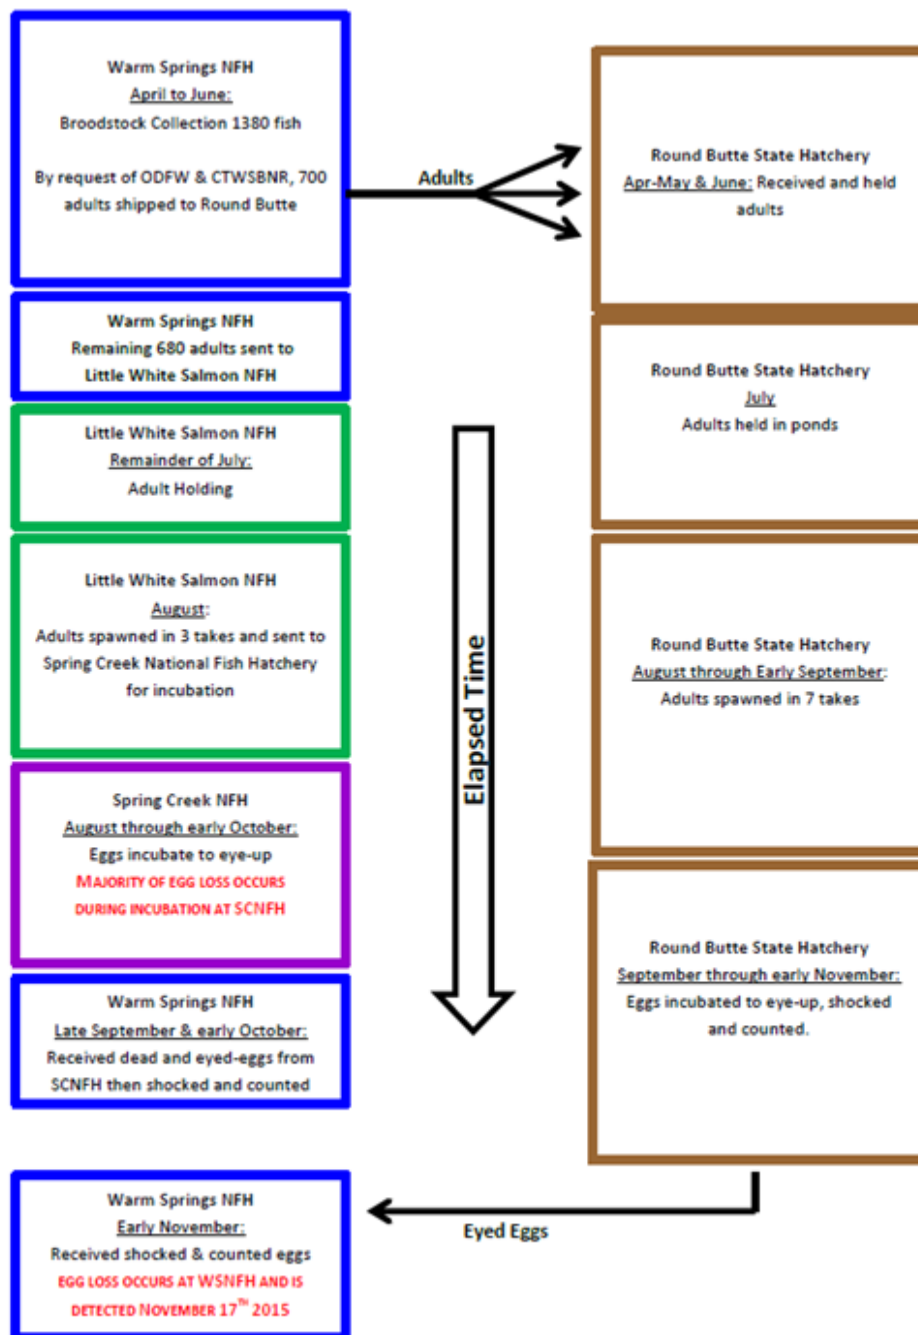 Warm Springs NFH
April to June:
Broodstock Collection 1380 fish
By request of ODFW & CTWSBNR, 700
adults shipped to Round Butte
Adults
Round Butte State Hatchery
Apr-May & June: Received and held
adults
Warm Springs NFH
Remaining 680 adults sent to
Little White Salmon NFH
Round Butte State Hatchery
July
Adults held in ponds
Little White Salmon NFH
Remainder of July:
Adult Holding
Little White Salmon NFH
August:
Adults spawned in 3 takes and sent to
Spring Creek National Fish Hatchery
for incubation
Elapsed Time
Round Butte State Hatchery
August through Early September:
Adults spawned in 7 takes
Spring Creek NFH
August through early October:
Eggs incubate to eye-up
MAJORITY OF EGG LOSS OCCURS
DURING INCUBATION AT SCNFH
Round Butte State Hatchery
September through early November:
Eggs incubated to eye-up, shocked
and counted.
Warm Springs NFH
Late September & early October:
Received dead and eyed-eggs from
SCNFH then shocked and counted
Eyed Eggs
Warm Springs NFH
Early November:
Received shocked & counted eggs
EGG LOSS OCCURS AT WSNFH AND IS
DETECTED NOVEMBER 17TH 2015